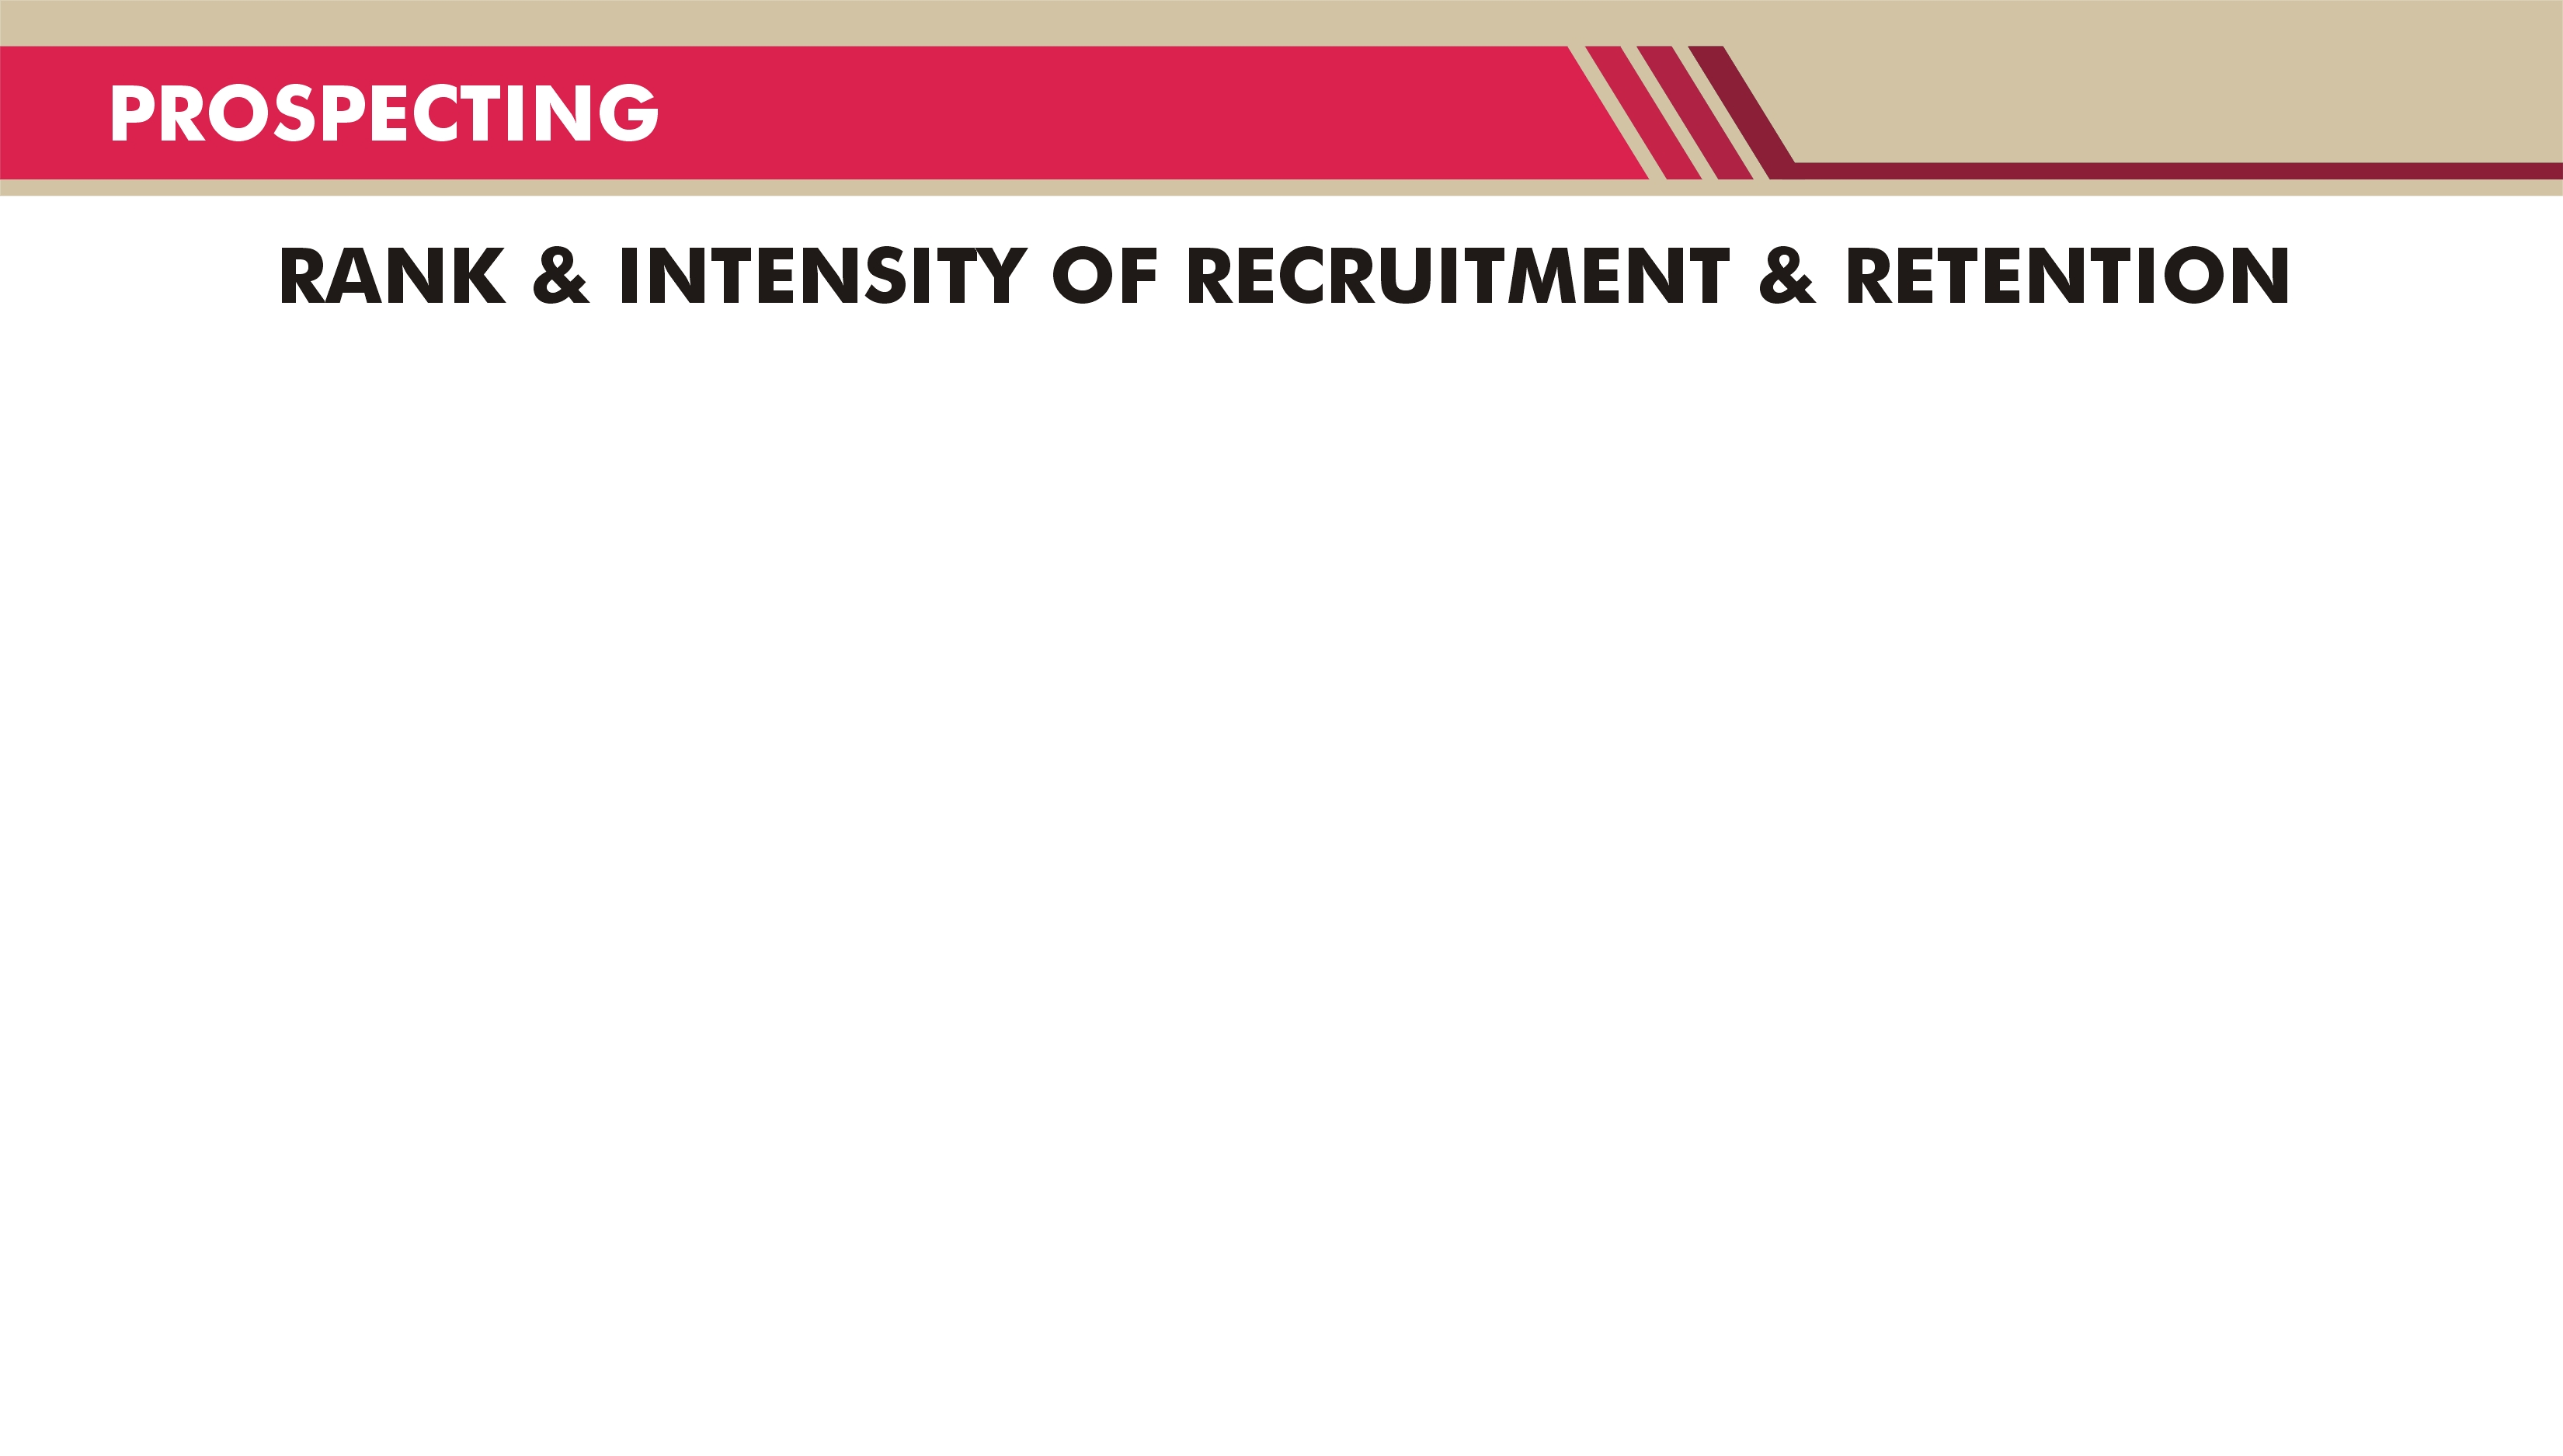 PROSPECTING
RANK & INTENSITY OF RECRUITMENT & RETENTION